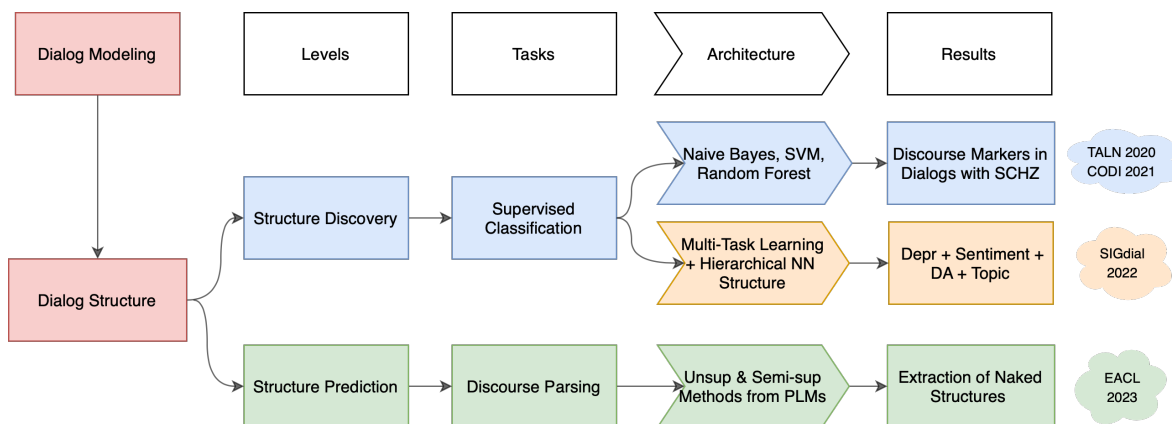 Dialog Modeling
Levels
Tasks
Architecture
Results
Naive Bayes, SVM,
Random Forest
Discourse Markers in
Dialogs with SCHZ
TALN 2020
CODI 2021
Structure Discovery
Supervised
Classification
Multi-Task Learning
+ Hierarchical NN
Structure
Depr + Sentiment +
DA + Topic
SIGdial
2022
Dialog Structure
Structure Prediction
Discourse Parsing
Unsup & Semi-sup
Methods from PLMs
Extraction of Naked
Structures
EACL
2023